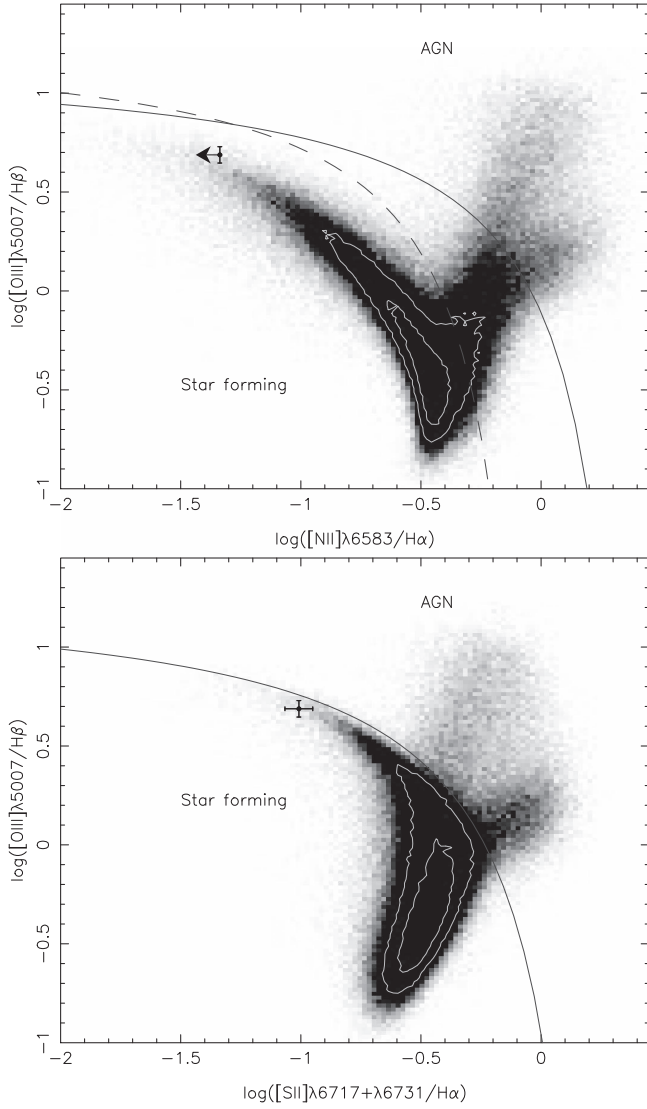 AGN
1
0.5
0
−0.5
−1
log([OIII]λ5007/Hβ)
Star forming
−2
−1.5
−1
−0.5
0
log([NII]λ6583/Hα)
AGN
1
0.5
0
−0.5
−1
log([OIII]λ5007/Hβ)
Star forming
−2
−1.5
−1
−0.5
0
log([SII]λ6717+λ6731/Hα)